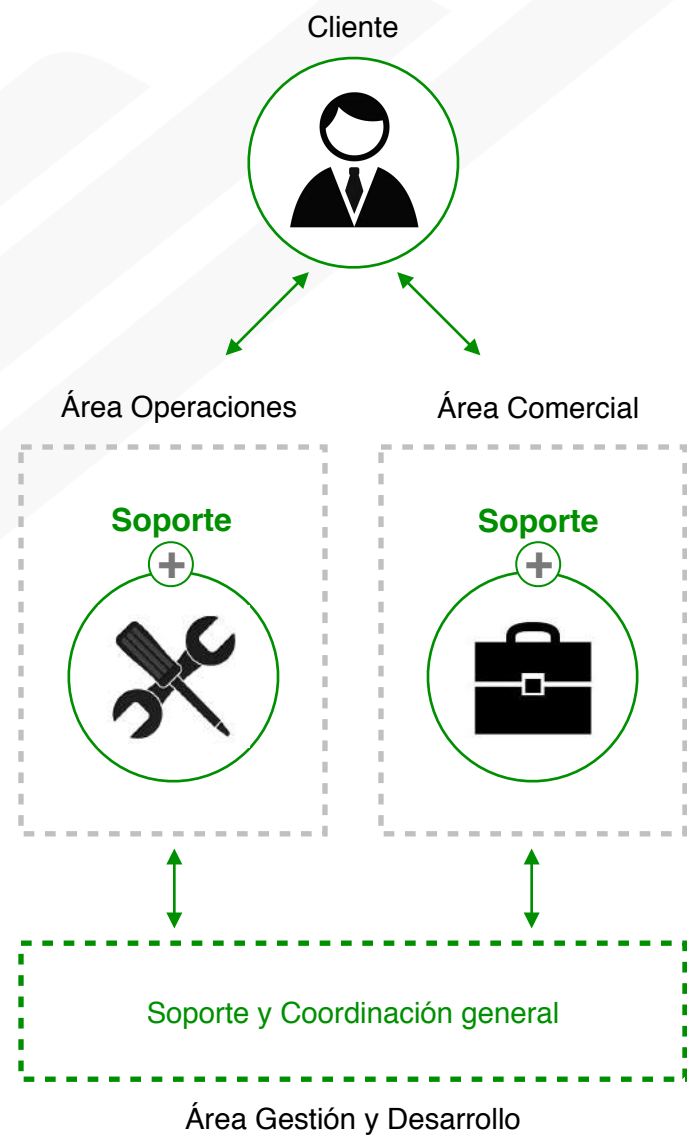 Cliente
Área Operaciones
Área Comercial
Soporte
Soporte
Soporte y Coordinación general
Área Gestión y Desarrollo